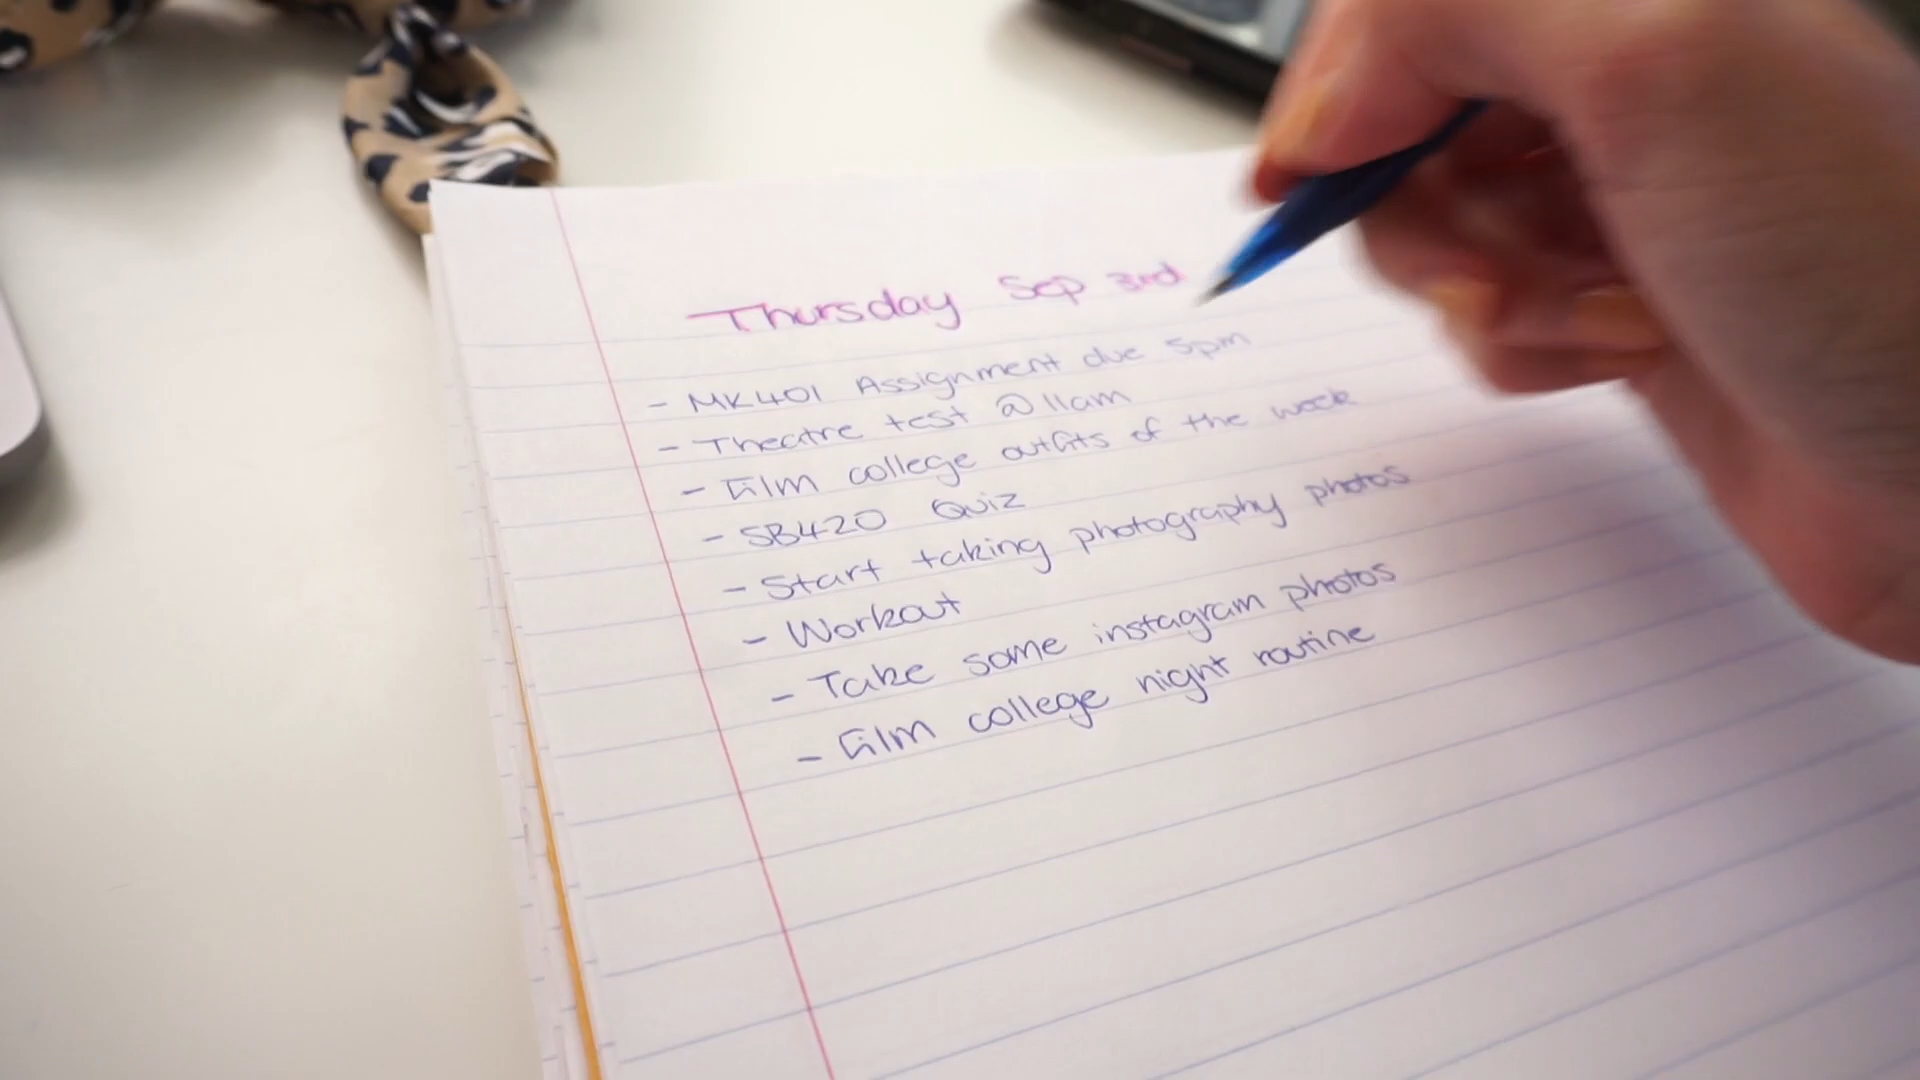 Thursday Sep 3rd
- MK401 Assignment due 5pm
- Theatre test @ 11am
- Film college outfits of the week
- SB420 Quiz
- Start taking photography photos
- Workout
- Take some instagram photos
- Film college night routine